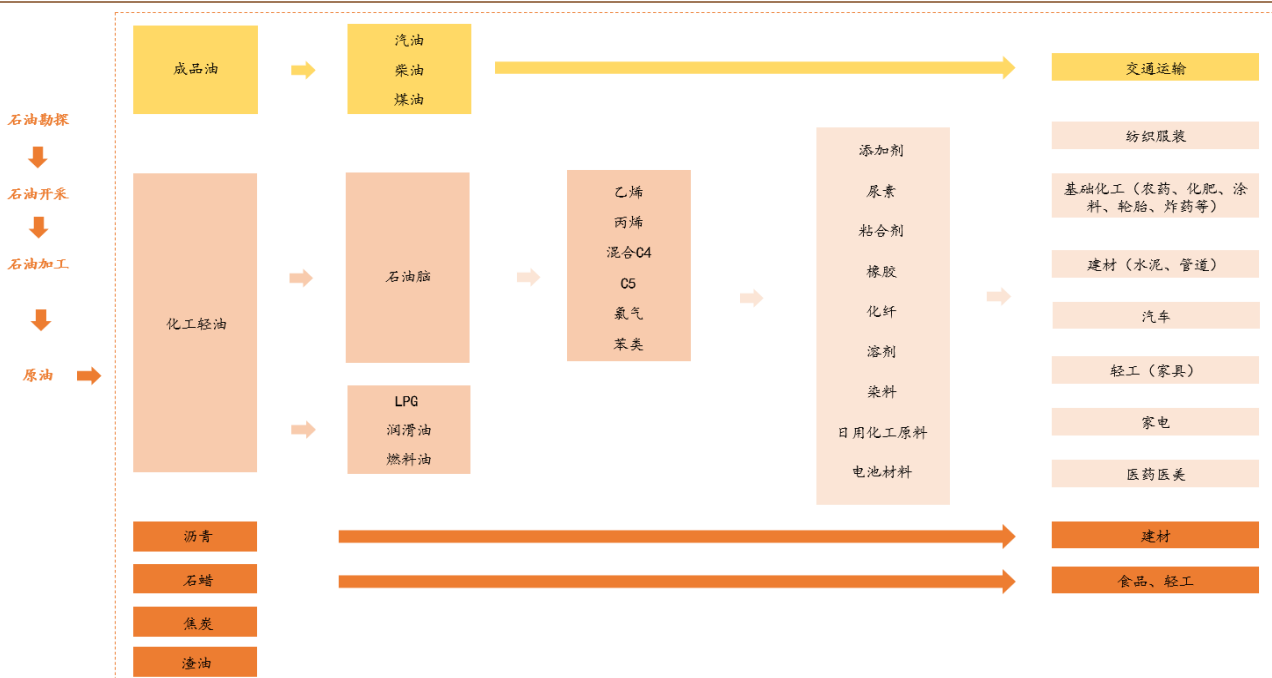 石油勘探
石油开采
石油加工
原油
成品油
汽油
柴油
煤油
交通运输
化工轻油
石油脑
LPG
润滑油
燃料油
乙烯
丙烯
混合C4
C5
氯气
苯类
添加剂
尿素
粘合剂
橡胶
化纤
溶剂
染料
日用化工原料
电池材料
纺织服装
基础化工（农药、化肥、涂
料、轮胎、炸药等）
建材（水泥、管道）
汽车
轻工（家具）
家电
医药医美
沥青
建材
石蜡
食品、轻工
焦炭
渣油